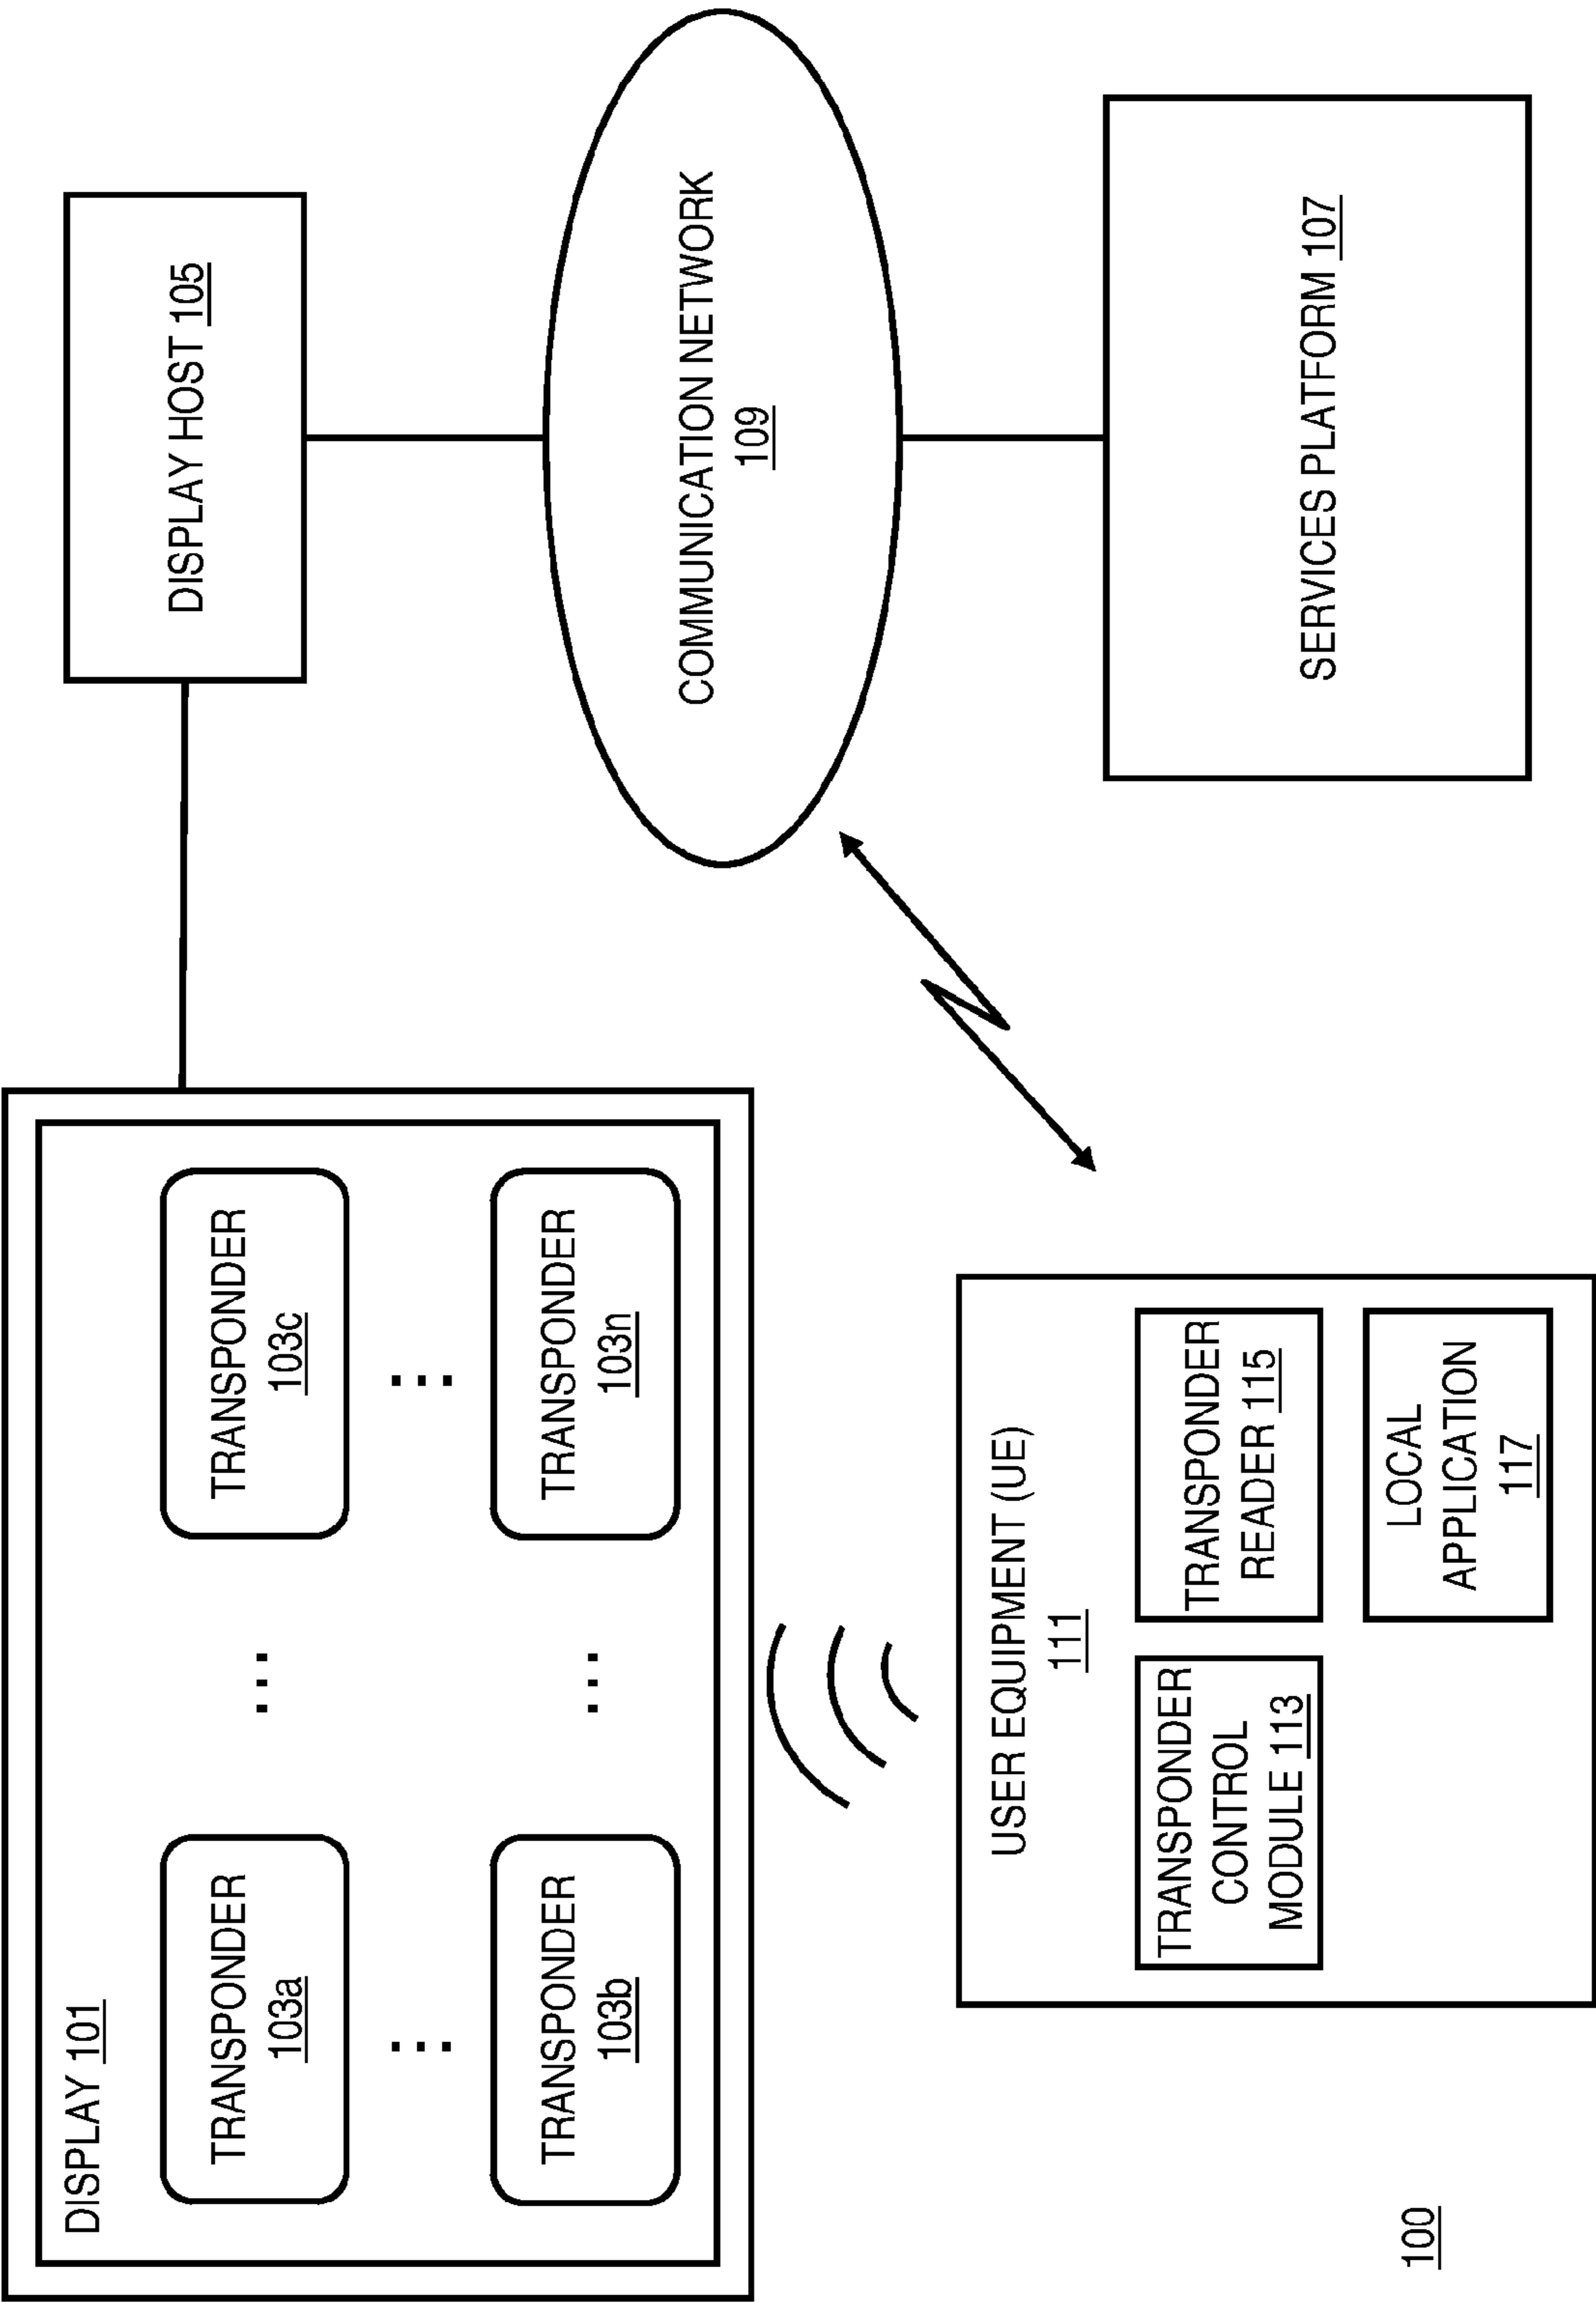 DISPLAY 101
TRANSPONDER
103a
...
TRANSPONDER
103c
...
...
TRANSPONDER
103b
...
TRANSPONDER
103n
DISPLAY HOST 105
COMMUNICATION NETWORK
109
SERVICES PLATFORM 107
USER EQUIPMENT (UE)
111
TRANSPONDER
CONTROL
MODULE 113
TRANSPONDER
READER 115
LOCAL
APPLICATION
117
100